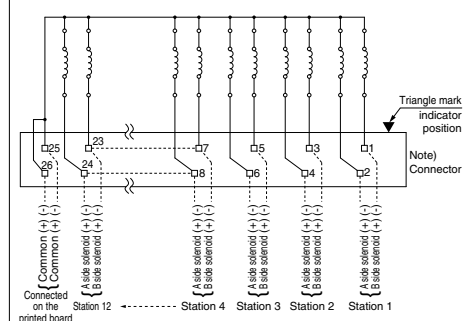 Triangle mark
indicator
position
Note)
Connector
25
23
7
5
3
1
26
24
8
6
4
2
Common (+) (-)
Common (+) (-)
A side solenoid (+) (-)
B side solenoid (+) (-)
A side solenoid (+) (-)
B side solenoid (+) (-)
A side solenoid (+) (-)
B side solenoid (+) (-)
A side solenoid (+) (-)
B side solenoid (+) (-)
A side solenoid (+) (-)
B side solenoid (+) (-)
Connected
on the
printed board
Station 12
Station 4
Station 3
Station 2
Station 1